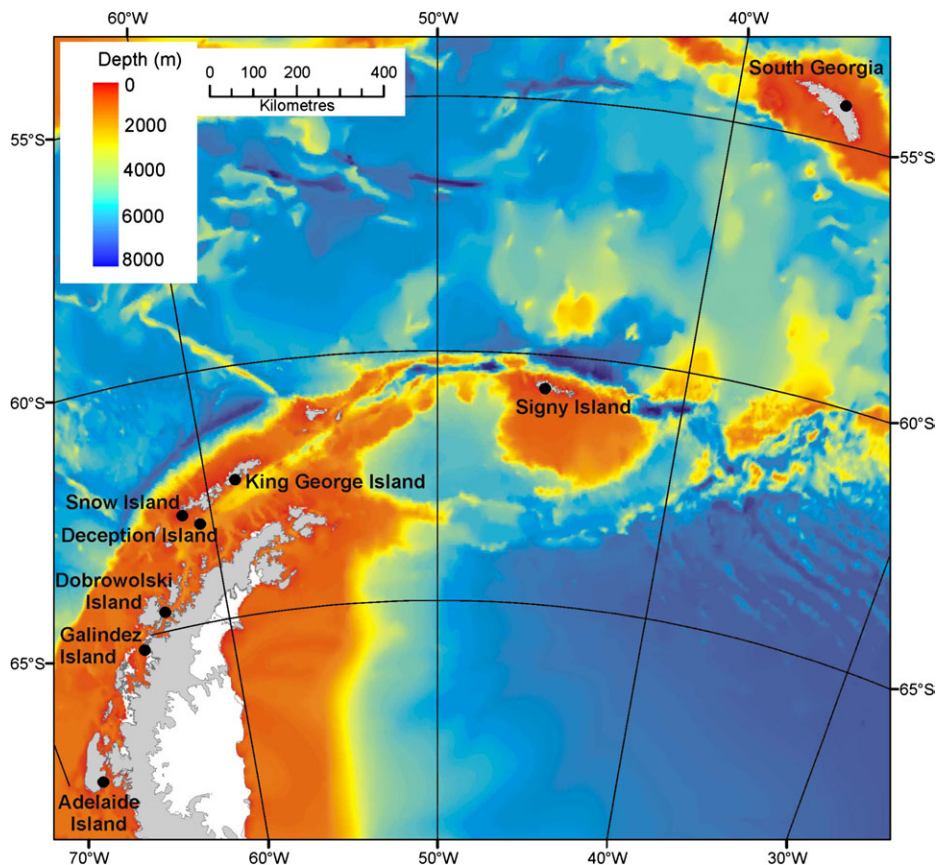 60°W
50°W
40°W
Depth (m)
0
2000
4000
6000
8000
0 100 200 400
Kilometres
South Georgia
55°S
55°S
60°S
60°S
Signy Island
King George Island
Snow Island
Deception Island
Dobrowolski
Island
Galindez
Island
65°S
65°S
Adelaide
Island
70°W
60°W
50°W
40°W
30°W